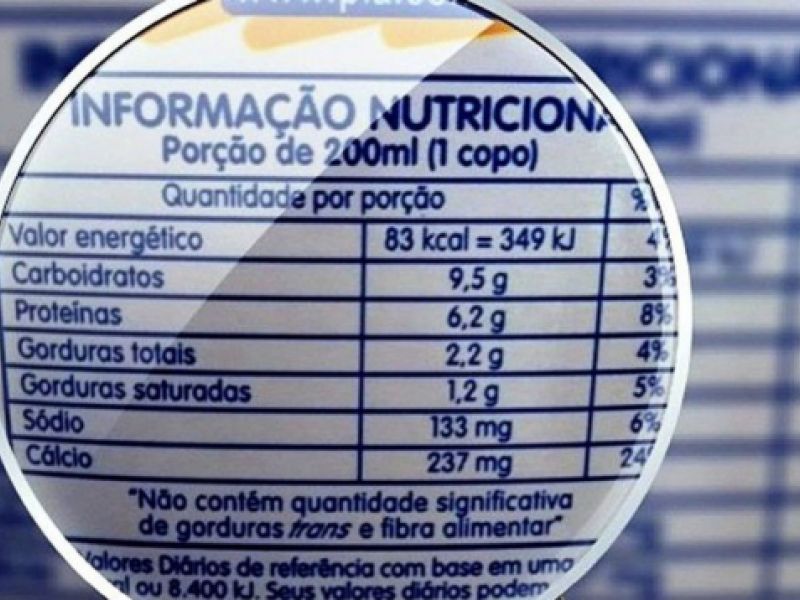 INFORMAÇÃO NUTRICION
Porção de 200ml (1 copo)
Quantidade por porção %
Valor energético 83 kcal = 349 kJ 4
Carboidratos 9,5 g 3%
Proteínas 6,2 g 8%
Gorduras totais 2,2 g 4%
Gorduras saturadas 1,2 g 5%
Sódio 133 mg 6%
Cálcio 237 mg 24
"Não contém quantidade significativa
de gorduras trans e fibra alimentar"
Valores Diários de referência com base em uma
al ou 8.400 kJ. Seus valores diários podem